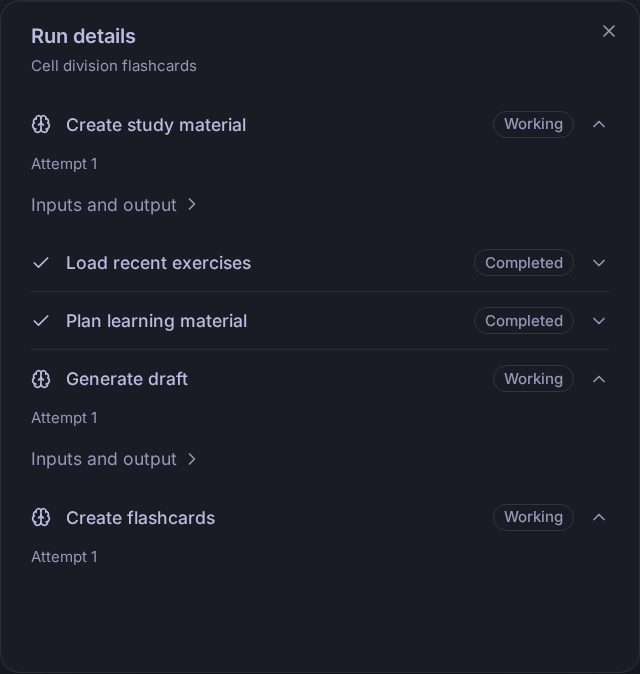 Run details
Cell division flashcards
Create study material Working
Attempt 1
Inputs and output
Load recent exercises Completed
Plan learning material Completed
Generate draft Working
Attempt 1
Inputs and output
Create flashcards Working
Attempt 1